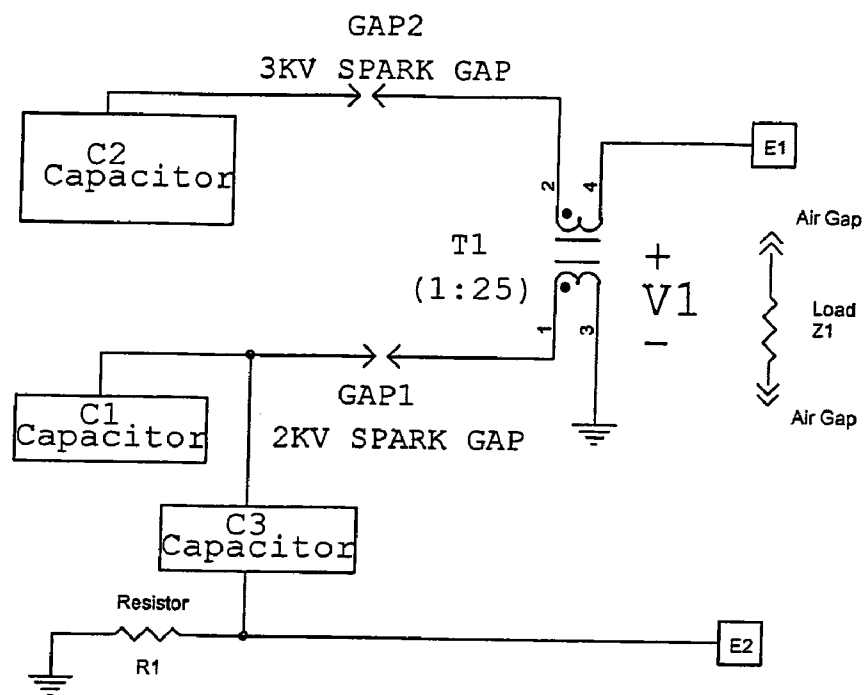 GAP2
3KV SPARK GAP
C2
Capacitor
E1
2
4
Air Gap
T1
(1:25)
+
V1
-
Load
Z1
1
3
GAP1
2KV SPARK GAP
Air Gap
C1
Capacitor
C3
Capacitor
Resistor
R1
E2